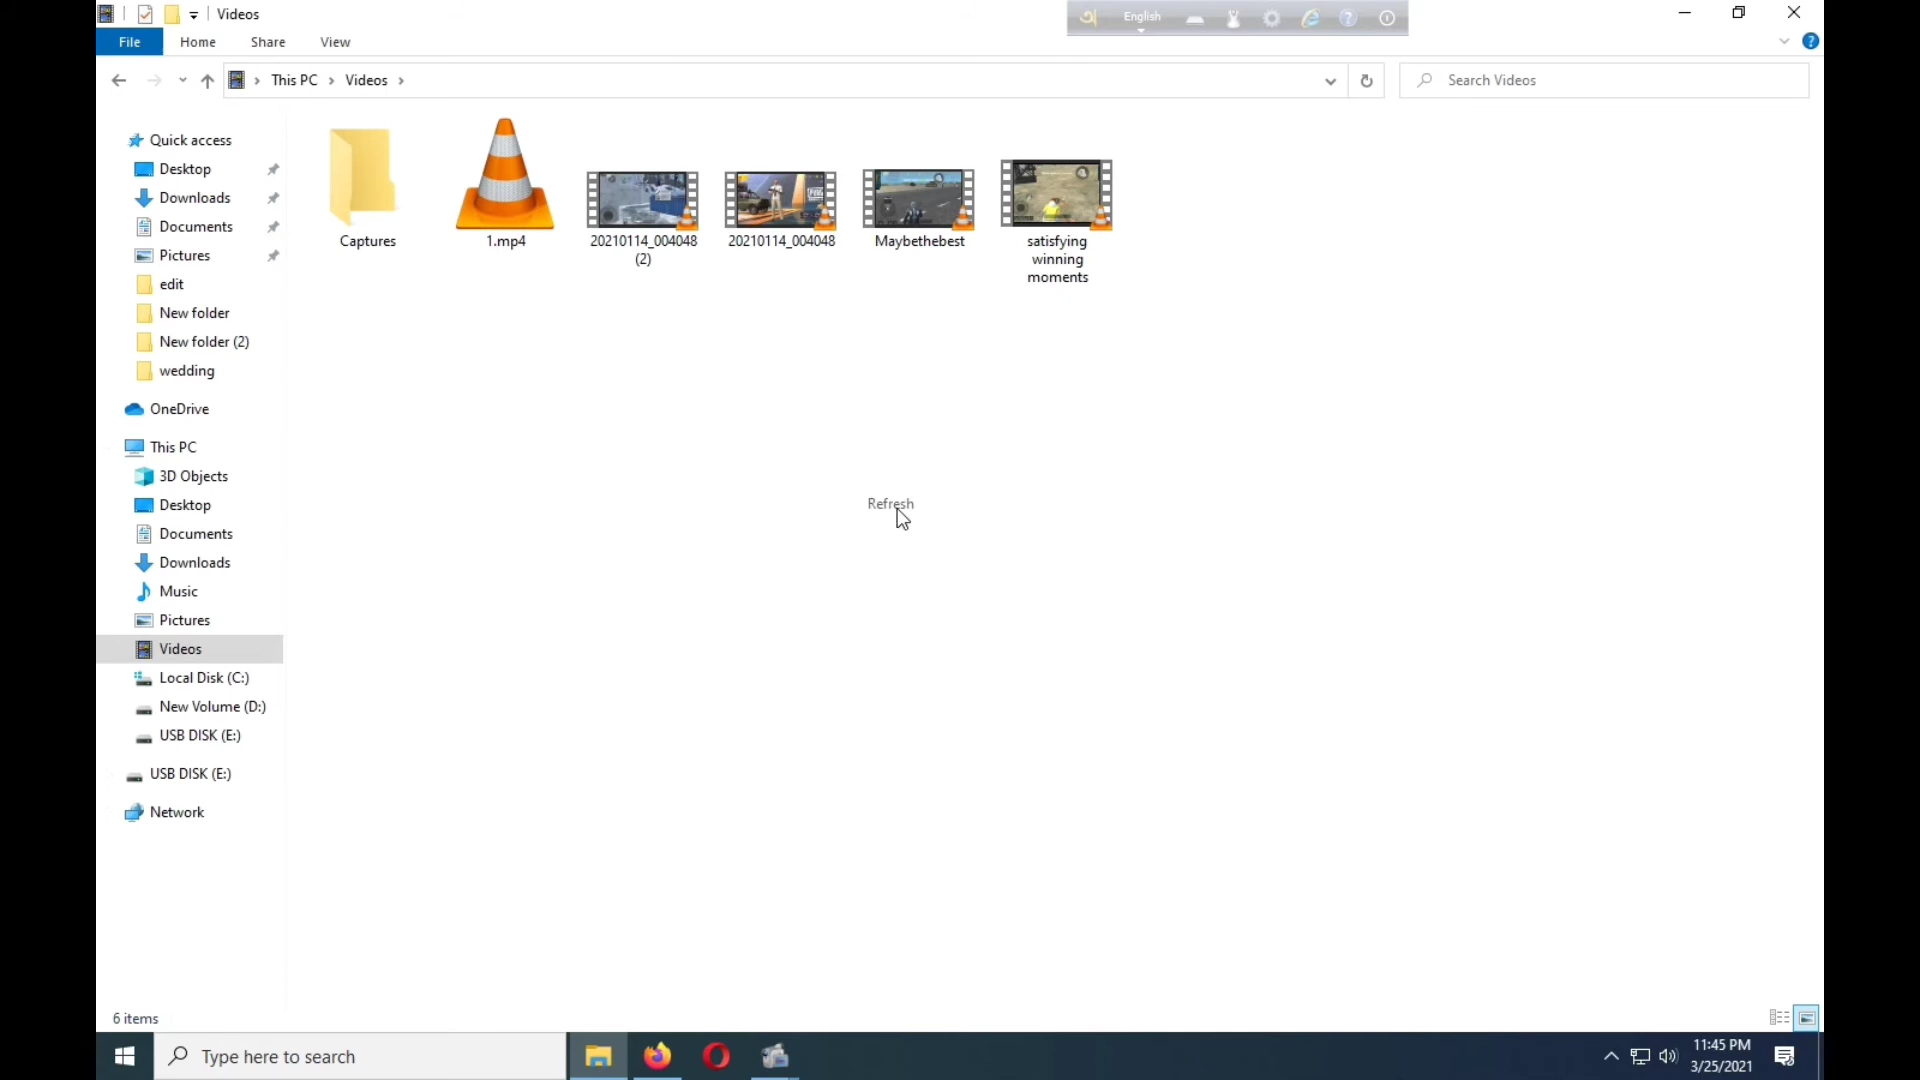 Videos
English
File Home Share View
This PC Videos
Search Videos
Quick access
Desktop
Downloads
Documents
Pictures
edit
New folder
New folder (2)
wedding
OneDrive
This PC
3D Objects
Desktop
Documents
Downloads
Music
Pictures
Videos
Local Disk (C:)
New Volume (D:)
USB DISK (E:)
USB DISK (E:)
Network
Captures
1.mp4
20210114_004048
(2)
20210114_004048
Maybethebest
satisfying
winning
moments
Refresh
6 items
Type here to search
11:45 PM
3/25/2021